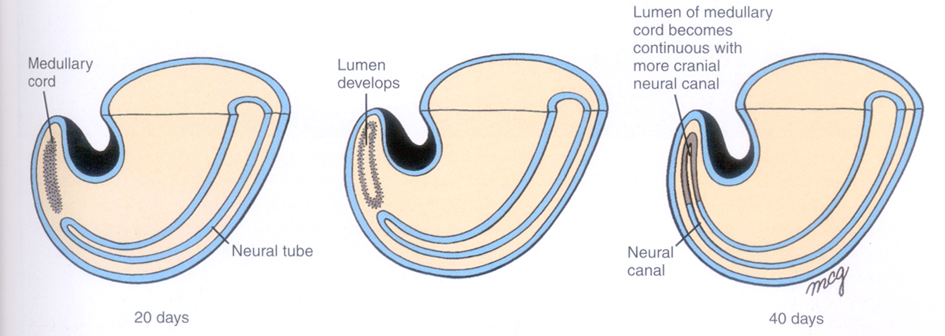 Medullary
cord
Neural tube
20 days
Lumen
develops
Lumen of medullary
cord becomes
continuous with
more cranial
neural canal
Neural
canal
mcg
40 days